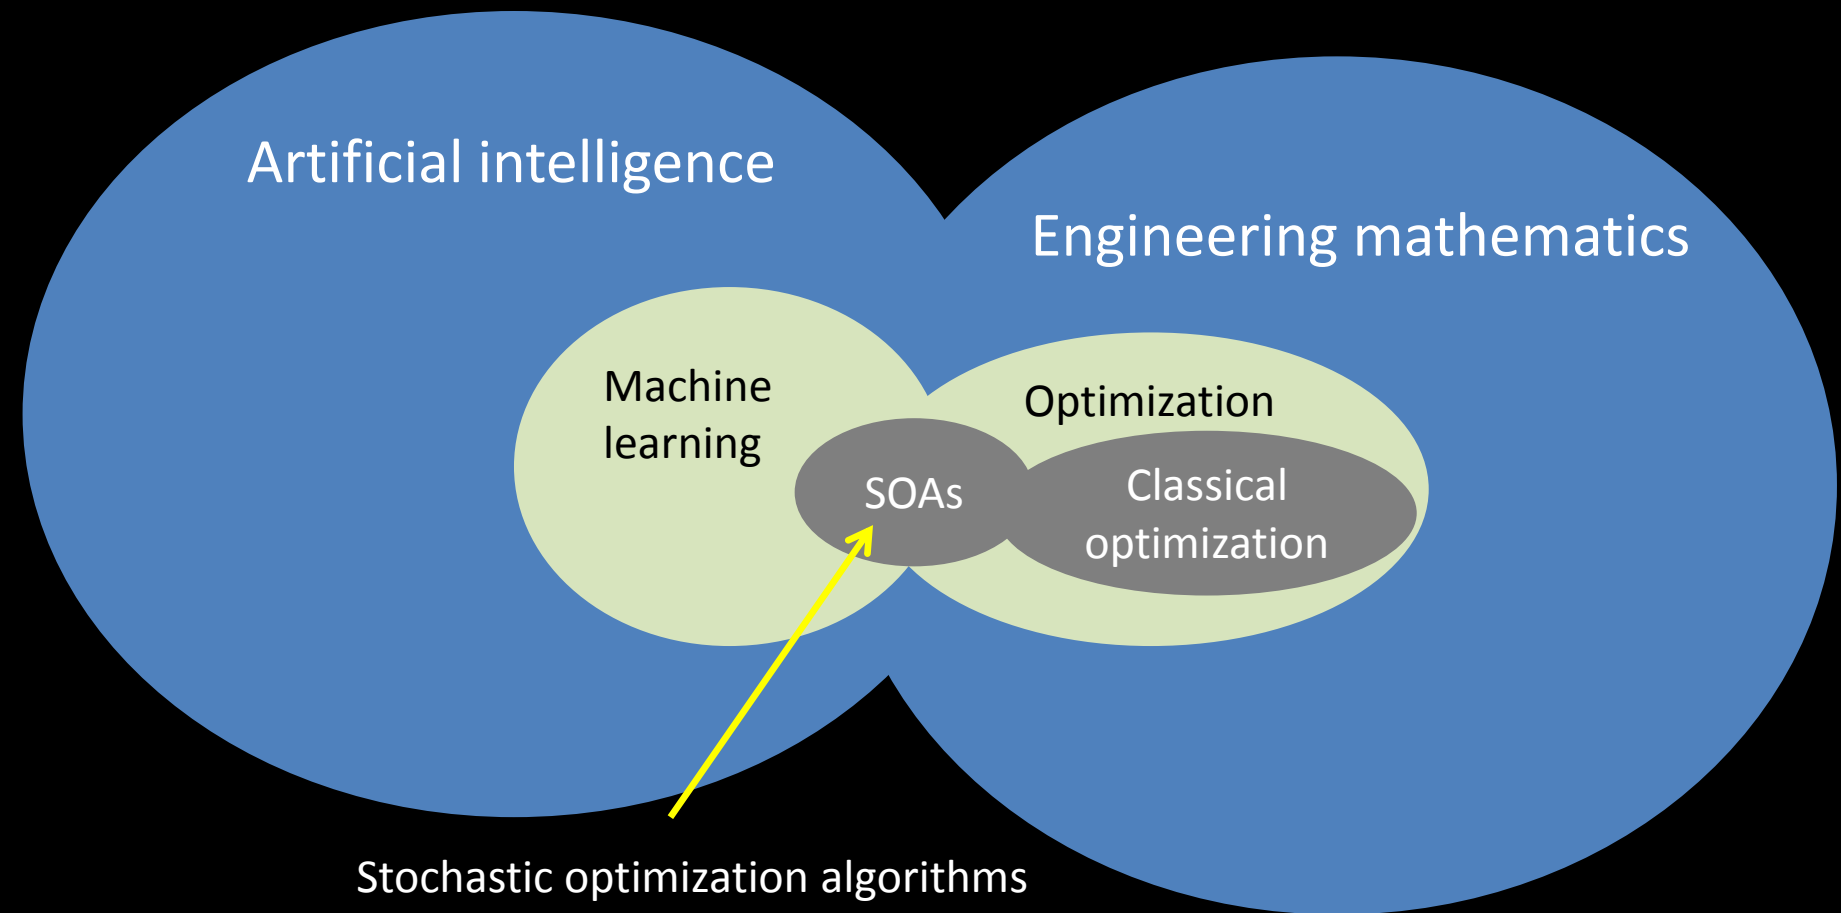 Artificial intelligence
Engineering mathematics
Machine
learning
Optimization
SOAs
Classical
optimization
Stochastic optimization algorithms